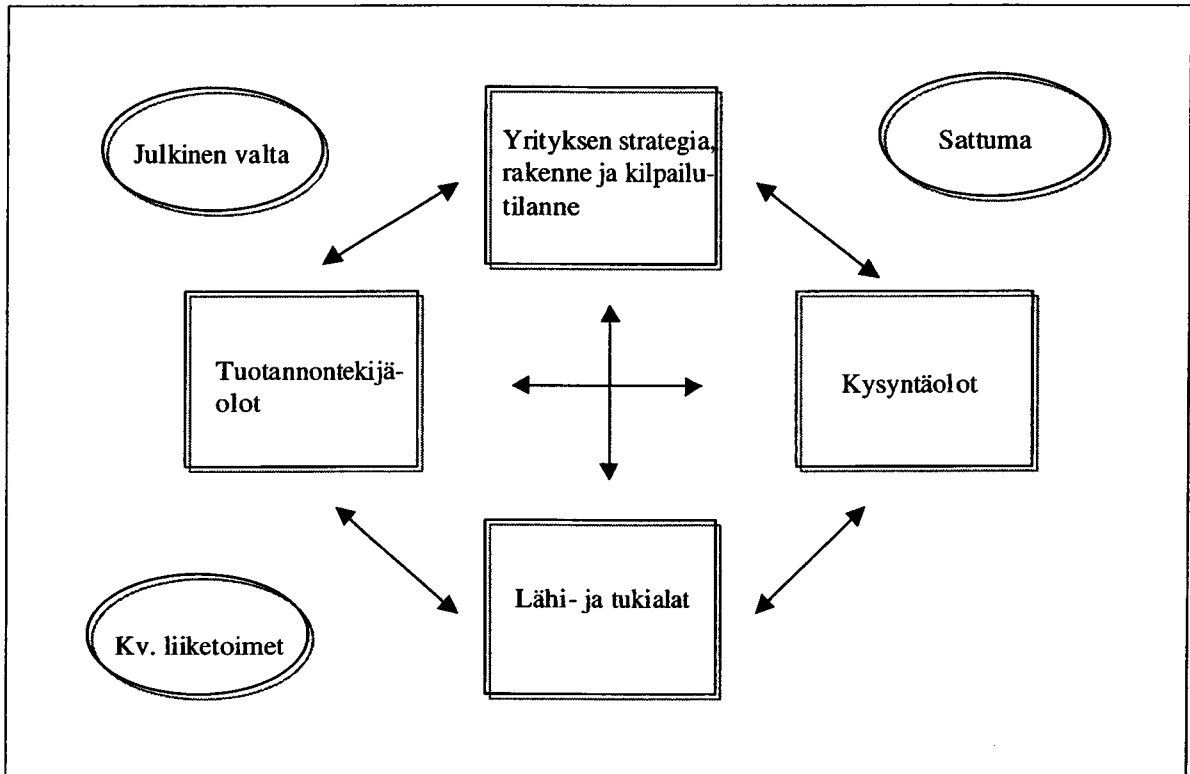 Julkinen valta
Yrityksen strategia,
rakenne ja kilpailu-
tilanne
Sattuma
Tuotannontekijä-
olot
Kysyntäolot
Lähi- ja tukialat
Kv. liiketoimet